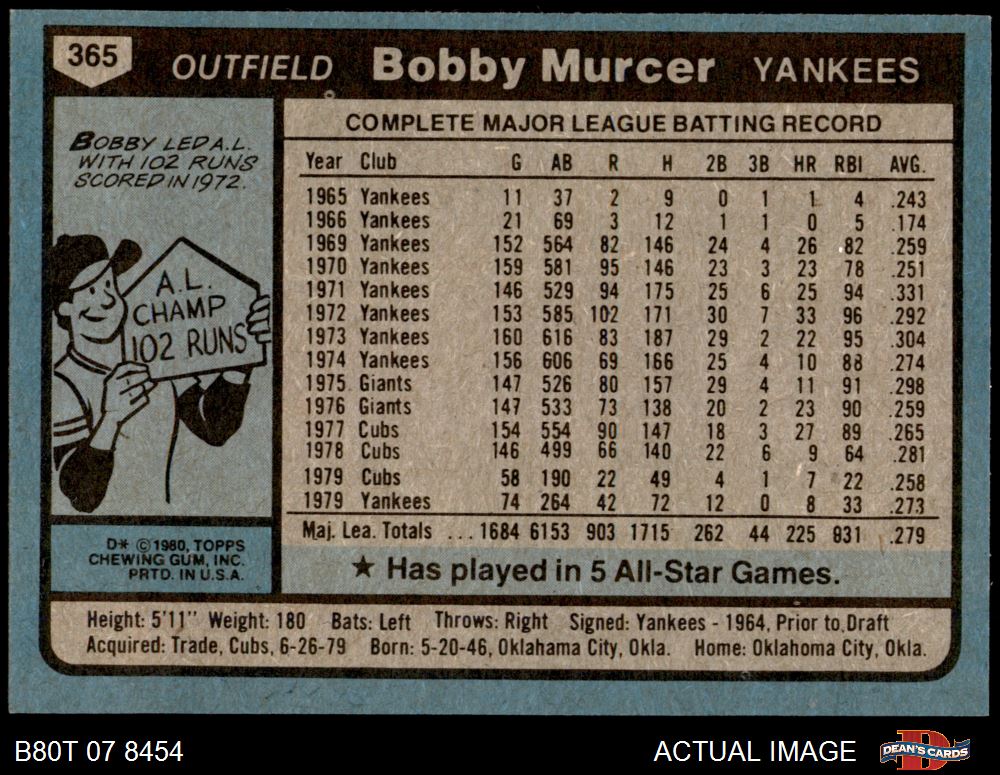 365 OUTFIELD Bobby Murcer YANKEES
BOBBY LED A.L.
WITH 102 RUNS
SCORED IN 1972.
A.L.
CHAMP
102 RUNS
D* © 1980, TOPPS
CHEWING GUM, INC.
PRTD. IN U.S.A.
COMPLETE MAJOR LEAGUE BATTING RECORD
Year Club G AB R H 2B 3B HR RBI AVG.
1965 Yankees 11 37 2 9 0 1 1 4 .243
1966 Yankees 21 69 3 12 1 1 0 5 .174
1969 Yankees 152 564 82 146 24 4 26 82 .259
1970 Yankees 159 581 95 146 23 3 23 78 .251
1971 Yankees 146 529 94 175 25 6 25 94 .331
1972 Yankees 153 585 102 171 30 7 33 96 .292
1973 Yankees 160 616 83 187 29 2 22 95 .304
1974 Yankees 156 606 69 166 25 4 10 88 .274
1975 Giants 147 526 80 157 29 4 11 91 .298
1976 Giants 147 533 73 138 20 2 23 90 .259
1977 Cubs 154 554 90 147 18 3 27 89 .265
1978 Cubs 146 499 66 140 22 6 9 64 .281
1979 Cubs 58 190 22 49 4 1 7 22 .258
1979 Yankees 74 264 42 72 12 0 8 33 .273
Maj. Lea. Totals ... 1684 6153 903 1715 262 44 225 831 .279
★ Has played in 5 All-Star Games.
Height: 5'11" Weight: 180 Bats: Left Throws: Right Signed: Yankees - 1964, Prior to Draft
Acquired: Trade, Cubs, 6-26-79 Born: 5-20-46, Oklahoma City, Okla. Home: Oklahoma City, Okla.
B80T 07 8454 ACTUAL IMAGE DEAN'S CARDS